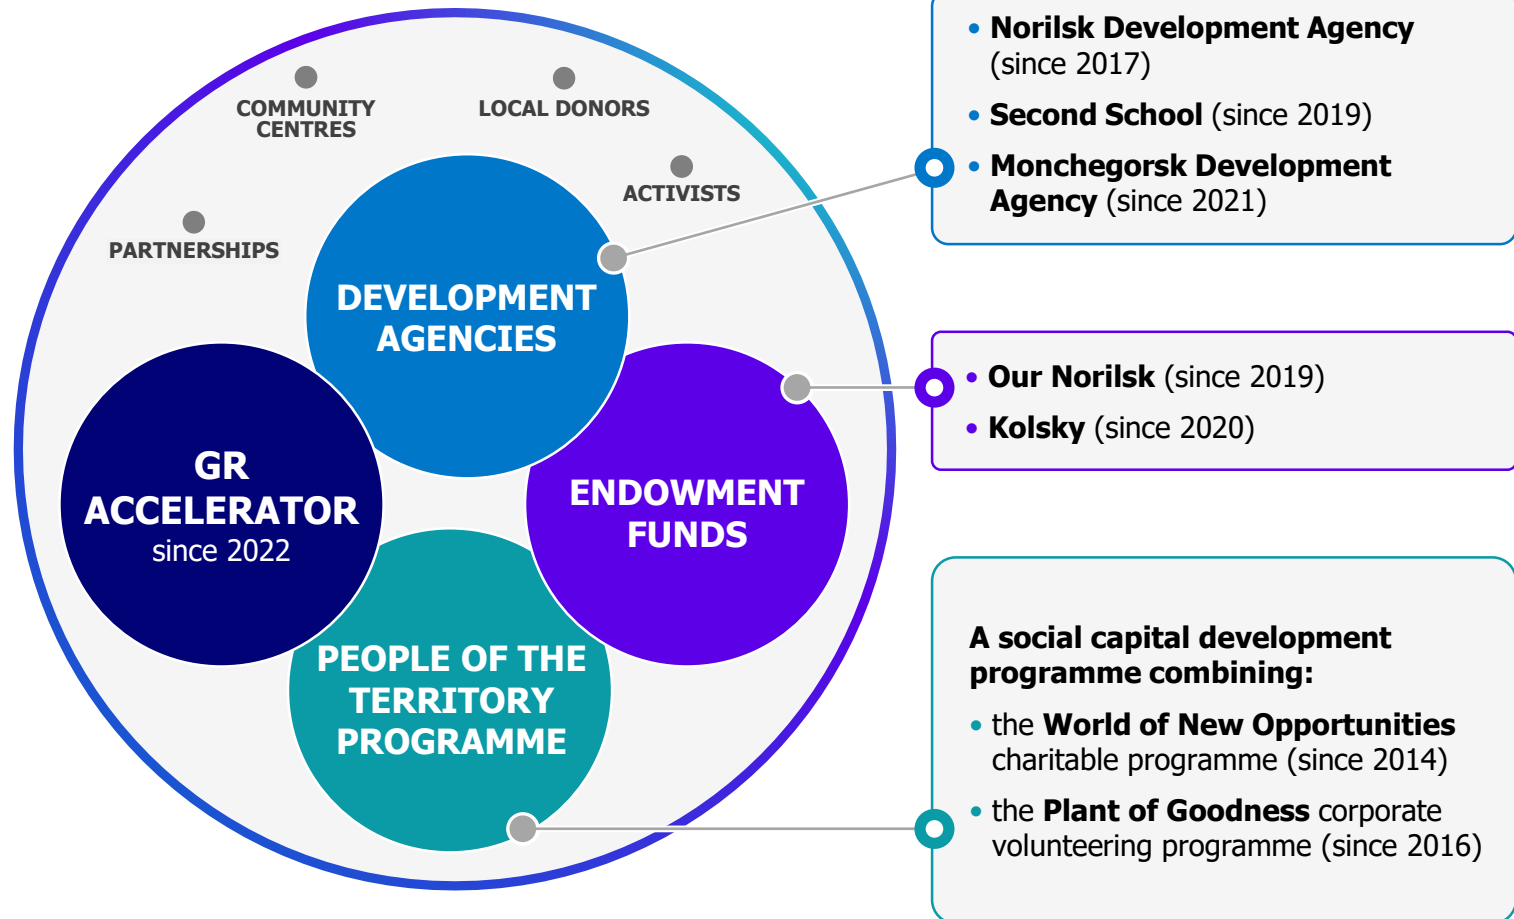 COMMUNITY
CENTRES
LOCAL DONORS
ACTIVISTS
PARTNERSHIPS
DEVELOPMENT
AGENCIES
GR
ACCELERATOR
since 2022
ENDOWMENT
FUNDS
PEOPLE OF THE
TERRITORY
PROGRAMME
• Norilsk Development Agency
(since 2017)
• Second School (since 2019)
• Monchegorsk Development
Agency (since 2021)
• Our Norilsk (since 2019)
• Kolsky (since 2020)
A social capital development
programme combining:
• the World of New Opportunities
charitable programme (since 2014)
• the Plant of Goodness corporate
volunteering programme (since 2016)